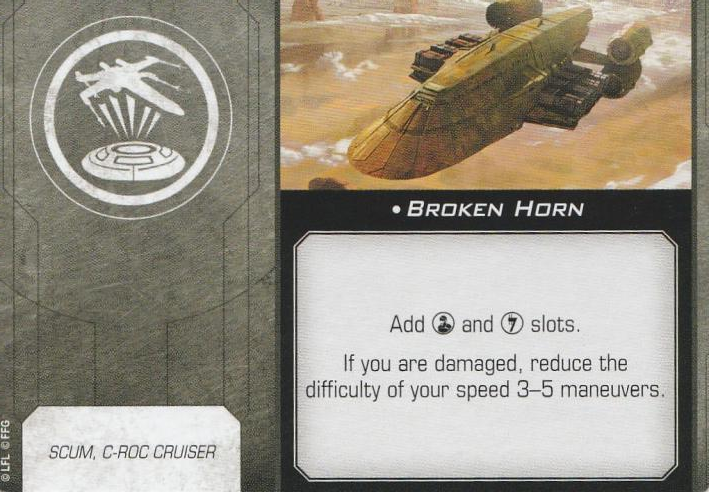 • BROKEN HORN
Add and slots.
If you are damaged, reduce the
difficulty of your speed 3–5 maneuvers.
SCUM, C-ROC CRUISER
© LFL © FFG